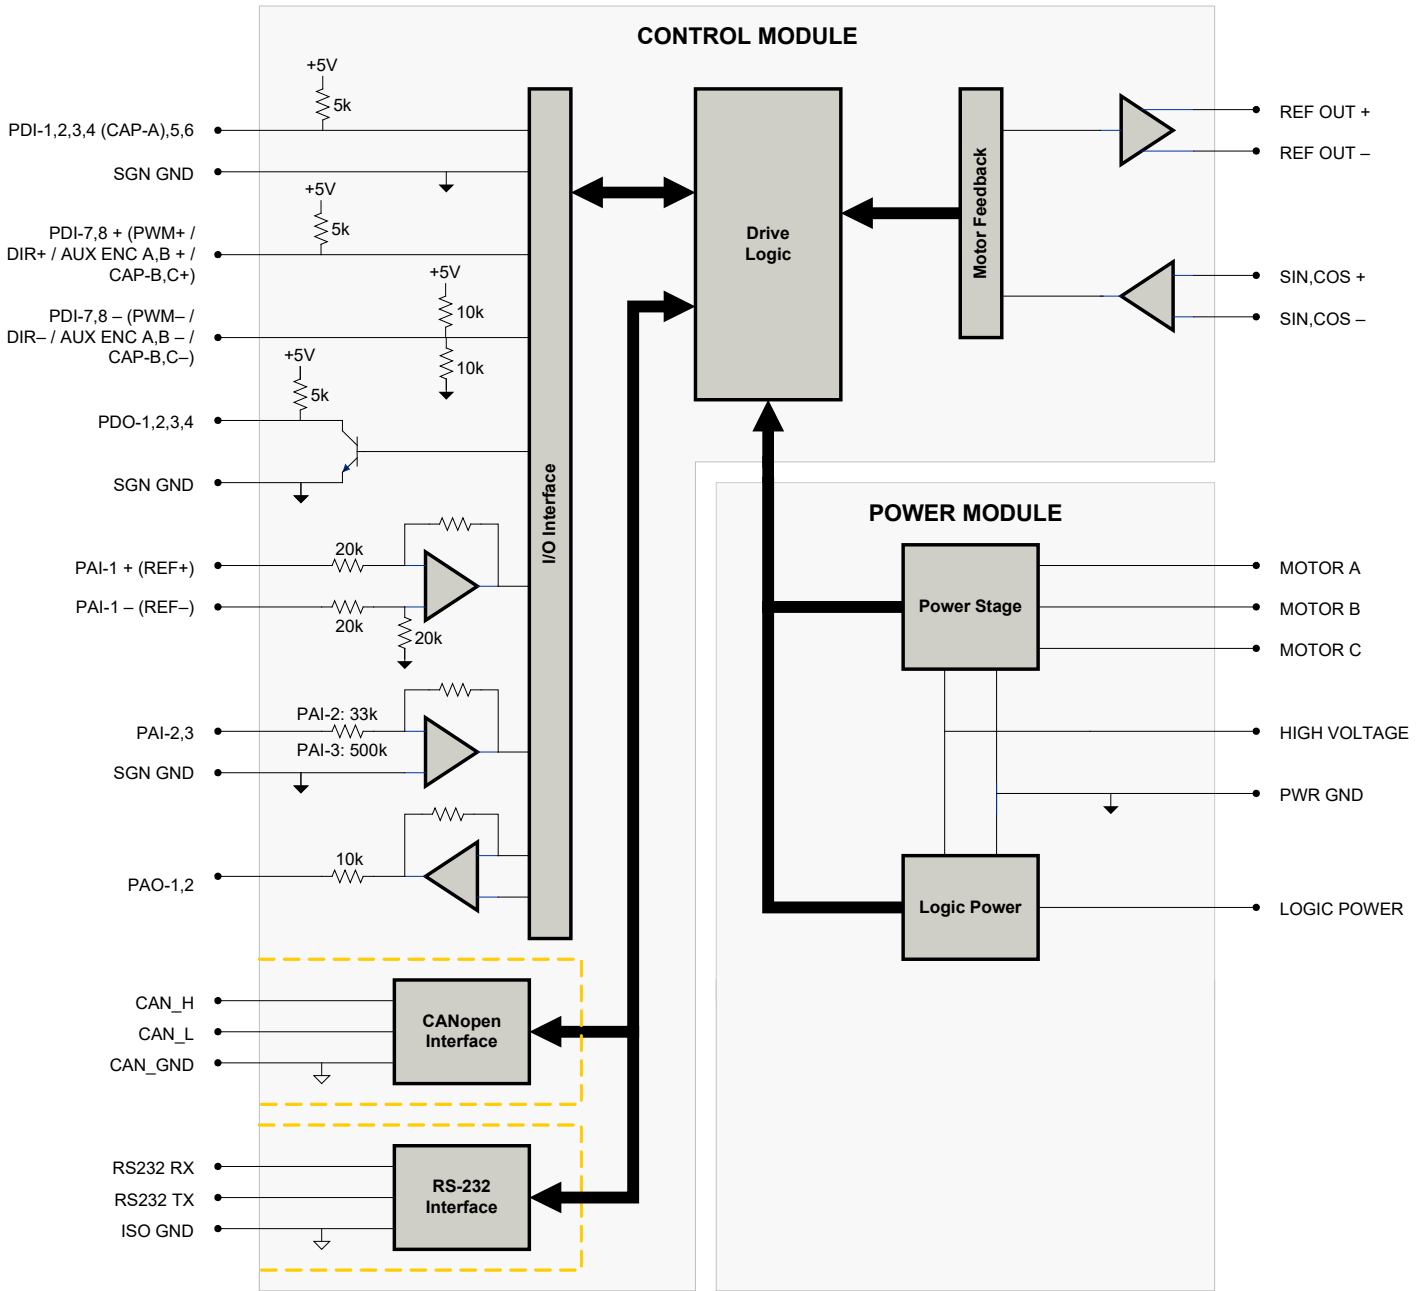 CONTROL MODULE
+5V
5k
PDI-1,2,3,4 (CAP-A),5,6
SGN GND
+5V
5k
PDI-7,8 + (PWM+ /
DIR+ / AUX ENC A,B + /
CAP-B,C+)
+5V
10k
PDI-7,8 – (PWM– /
DIR– / AUX ENC A,B – /
CAP-B,C–)
10k
+5V
5k
PDO-1,2,3,4
SGN GND
20k
PAI-1 + (REF+)
PAI-1 – (REF–)
20k
20k
PAI-2: 33k
PAI-2,3
PAI-3: 500k
SGN GND
10k
PAO-1,2
I/O Interface
CAN_H
CAN_L
CAN_GND
CANopen
Interface
RS232 RX
RS232 TX
ISO GND
RS-232
Interface
Drive
Logic
Motor Feedback
REF OUT +
REF OUT –
SIN,COS +
SIN,COS –
POWER MODULE
Power Stage
MOTOR A
MOTOR B
MOTOR C
HIGH VOLTAGE
PWR GND
Logic Power
LOGIC POWER